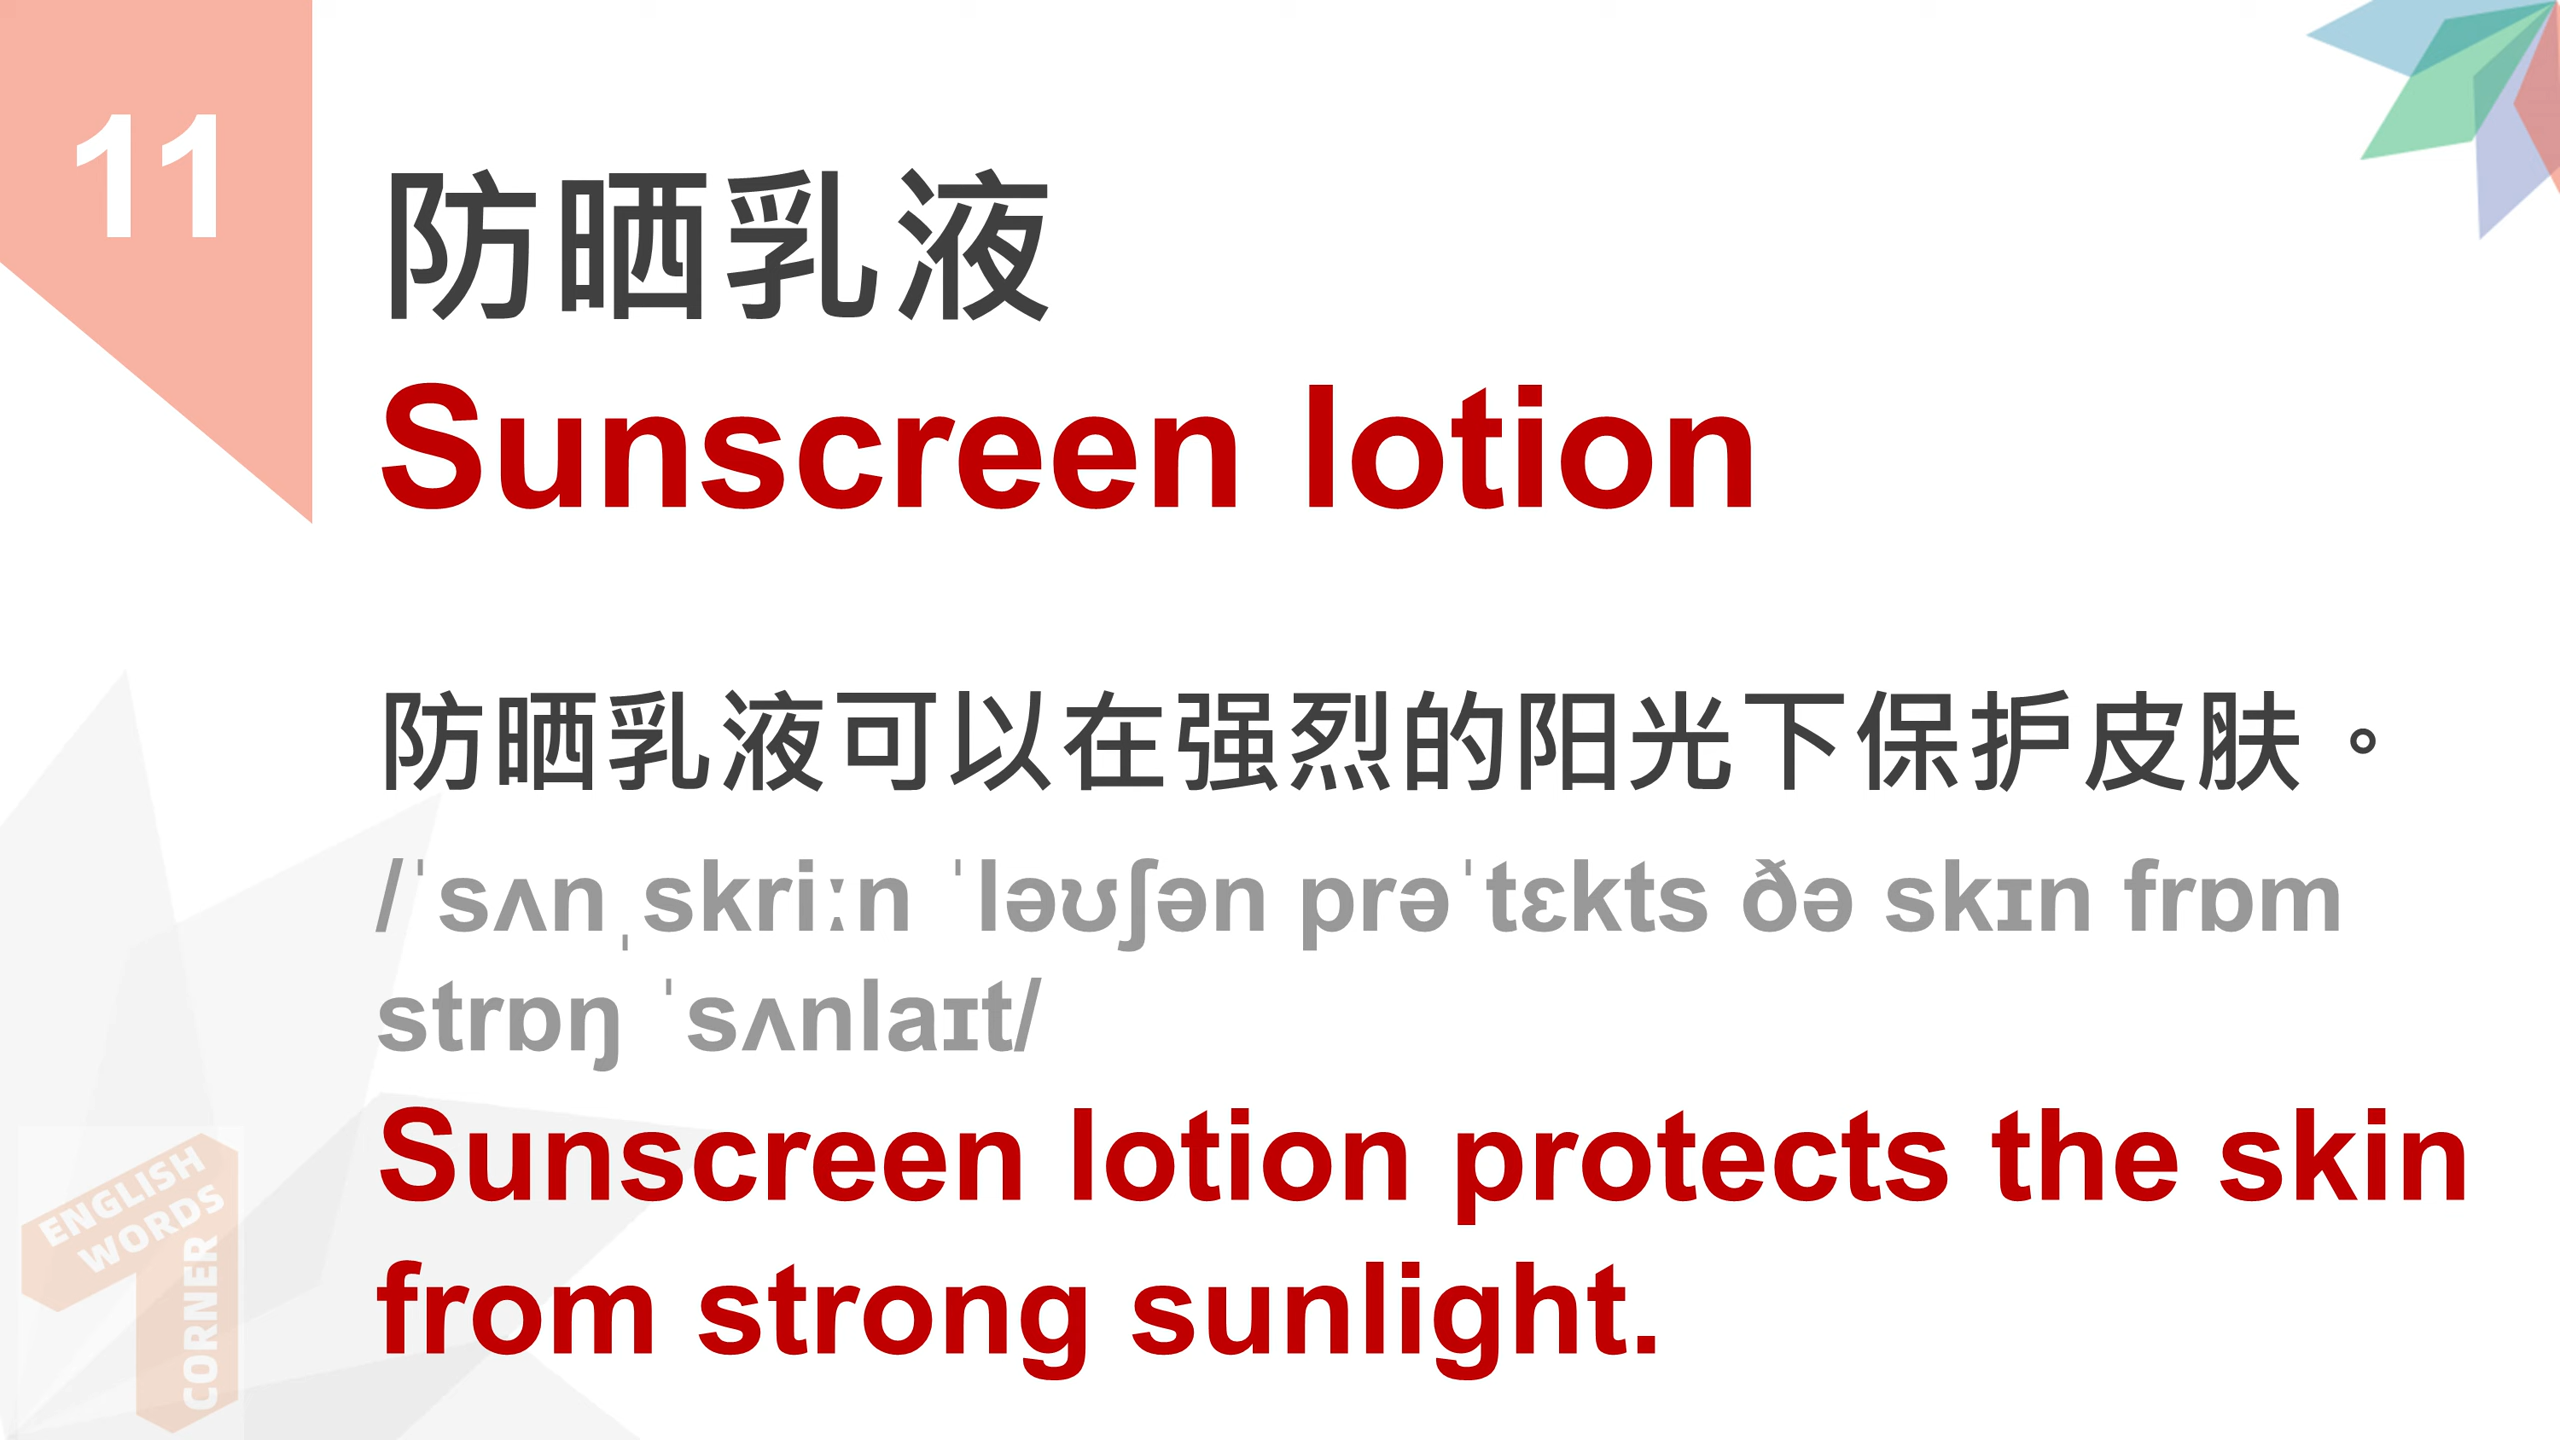 11
防晒乳液
Sunscreen lotion
防晒乳液可以在强烈的阳光下保护皮肤。
/ˈsʌnˌskriːn ˈləʊʃən prəˈtɛkts ðə skɪn frɒm
strɒŋ ˈsʌnlaɪt/
Sunscreen lotion protects the skin
from strong sunlight.
ENGLISH
WORDS
CORNER